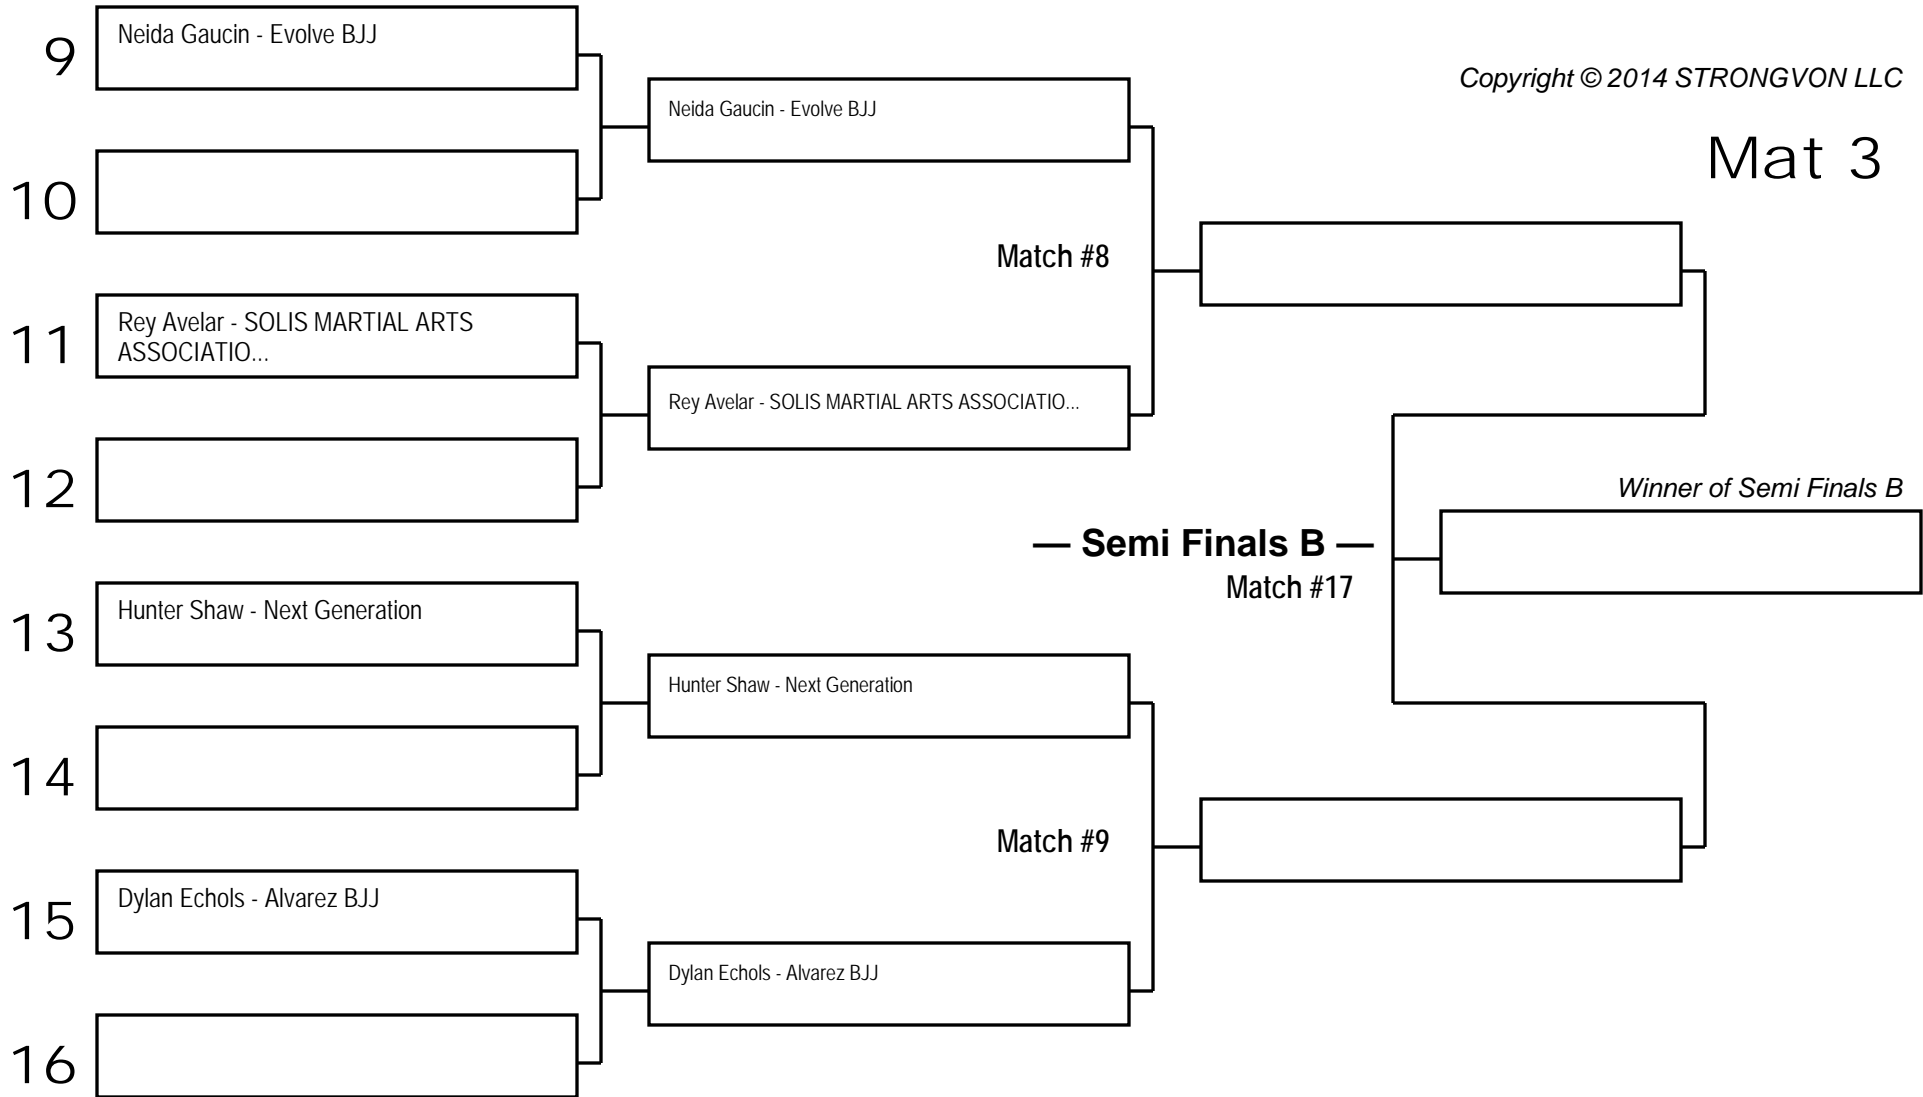 9
Neida Gaucin - Evolve BJJ
Neida Gaucin - Evolve BJJ
Copyright © 2014 STRONGVON LLC
Mat 3
10
Match #8
11
Rey Avelar - SOLIS MARTIAL ARTS
ASSOCIATIO...
Rey Avelar - SOLIS MARTIAL ARTS ASSOCIATIO...
12
Winner of Semi Finals B
— Semi Finals B —
Match #17
13
Hunter Shaw - Next Generation
Hunter Shaw - Next Generation
14
Match #9
15
Dylan Echols - Alvarez BJJ
Dylan Echols - Alvarez BJJ
16